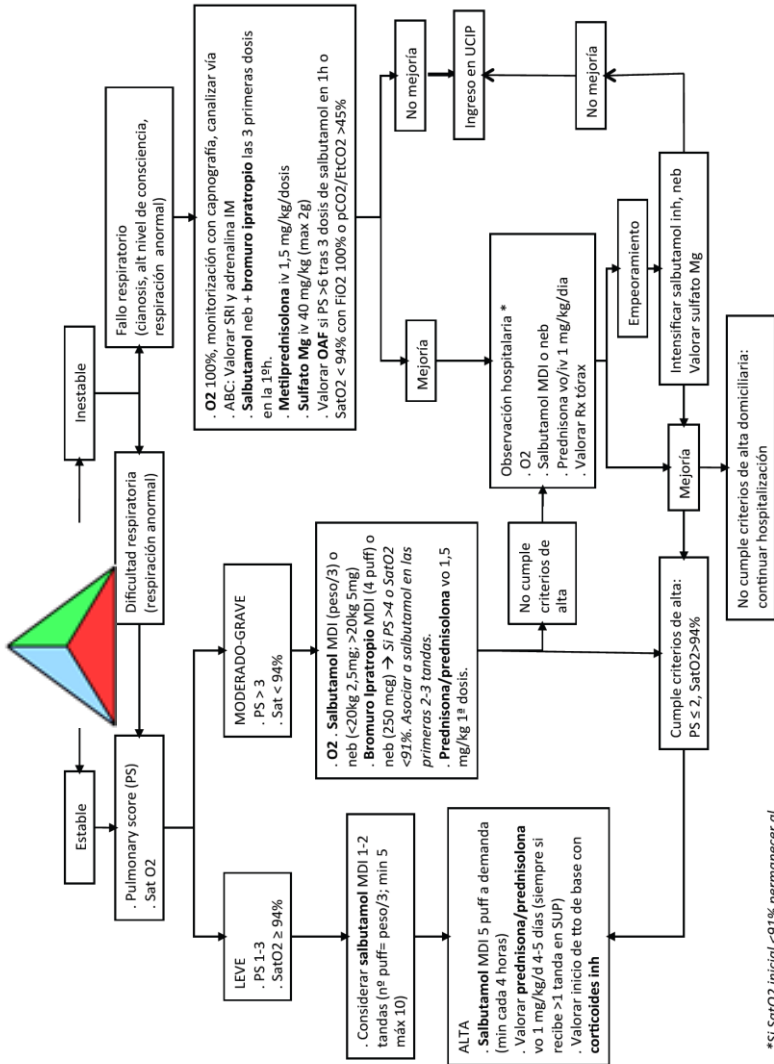 Estable
Inestable
. Pulmonary score (PS)
. Sat O2
Dificultad respiratoria
(respiración anormal)
Fallo respiratorio
(cianosis, alt nivel de consciencia,
respiración anormal)
LEVE
. PS 1-3
. SatO2 ≥ 94%
MODERADO-GRAVE
. PS > 3
. Sat < 94%
. O2 100%, monitorización con capnografía, canalizar vía
. ABC: Valorar SRI y adrenalina IM
. Salbutamol neb + bromuro ipratropio las 3 primeras dosis
en la 1ºh.
. Metilprednisolona iv 1,5 mg/kg/dosis
. Sulfato Mg iv 40 mg/kg (max 2g)
. Valorar OAF si PS >6 tras 3 dosis de salbutamol en 1h o
SatO2 < 94% con FiO2 100% o pCO2/EtCO2 >45%
. Considerar salbutamol MDI 1-2
tandas (nº puff= peso/3; min 5
máx 10)
. O2 . Salbutamol MDI (peso/3) o
neb (<20kg 2,5mg; >20kg 5mg)
. Bromuro Ipratropio MDI (4 puff) o
neb (250 mcg) → Si PS >4 o SatO2
<91%. Asociar a salbutamol en las
primeras 2-3 tandas.
. Prednisona/prednisolona vo 1,5
mg/kg 1ª dosis.
Mejoría
No mejoría
Ingreso en UCIP
ALTA
. Salbutamol MDI 5 puff a demanda
(min cada 4 horas)
. Valorar prednisona/prednisolona
vo 1 mg/kg/d 4-5 días (siempre si
recibe >1 tanda en SUP)
. Valorar inicio de tto de base con
corticoides inh
No cumple
criterios de
alta
Observación hospitalaria *
. O2
. Salbutamol MDI o neb
. Prednisona vo/iv 1 mg/kg/dia
. Valorar Rx tórax
Empeoramiento
No mejoría
Cumple criterios de alta:
PS ≤ 2, SatO2>94%
Mejoría
Intensificar salbutamol inh, neb
Valorar sulfato Mg
No cumple criterios de alta domiciliaria:
continuar hospitalización
*Si SatO2 inicial <91% permanecer al